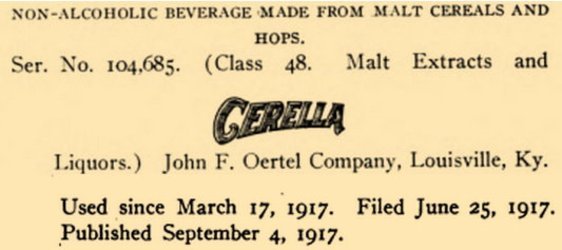 NON-ALCOHOLIC BEVERAGE MADE FROM MALT CEREALS AND
HOPS.
Ser. No. 104,685. (Class 48. Malt Extracts and
CERELLA
Liquors.) John F. Oertel Company, Louisville, Ky.
Used since March 17, 1917. Filed June 25, 1917.
Published September 4, 1917.